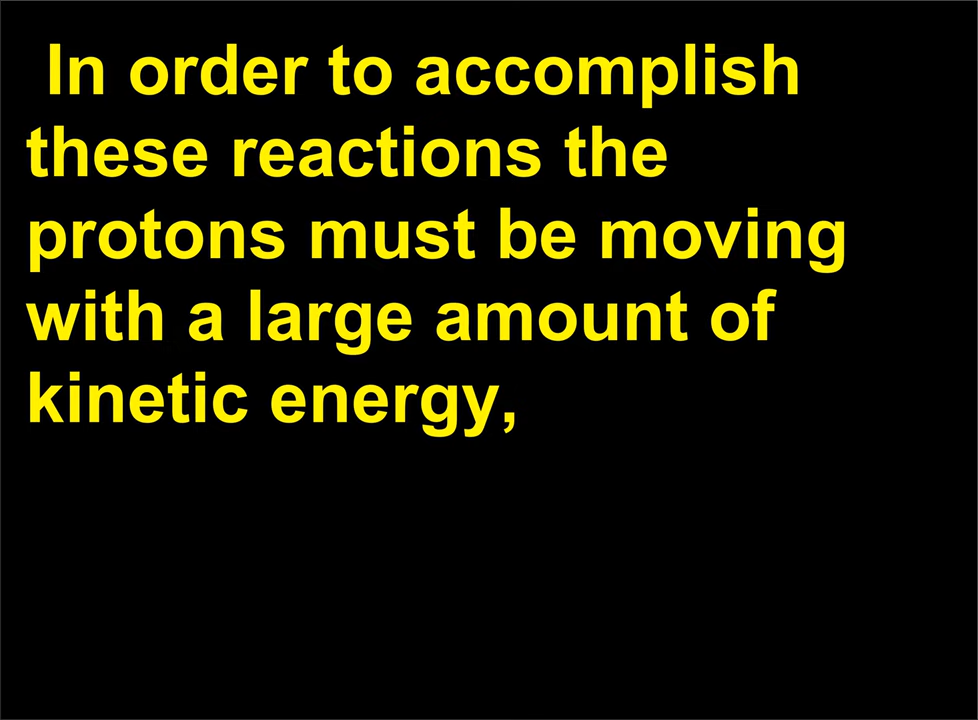 In order to accomplish
these reactions the
protons must be moving
with a large amount of
kinetic energy,